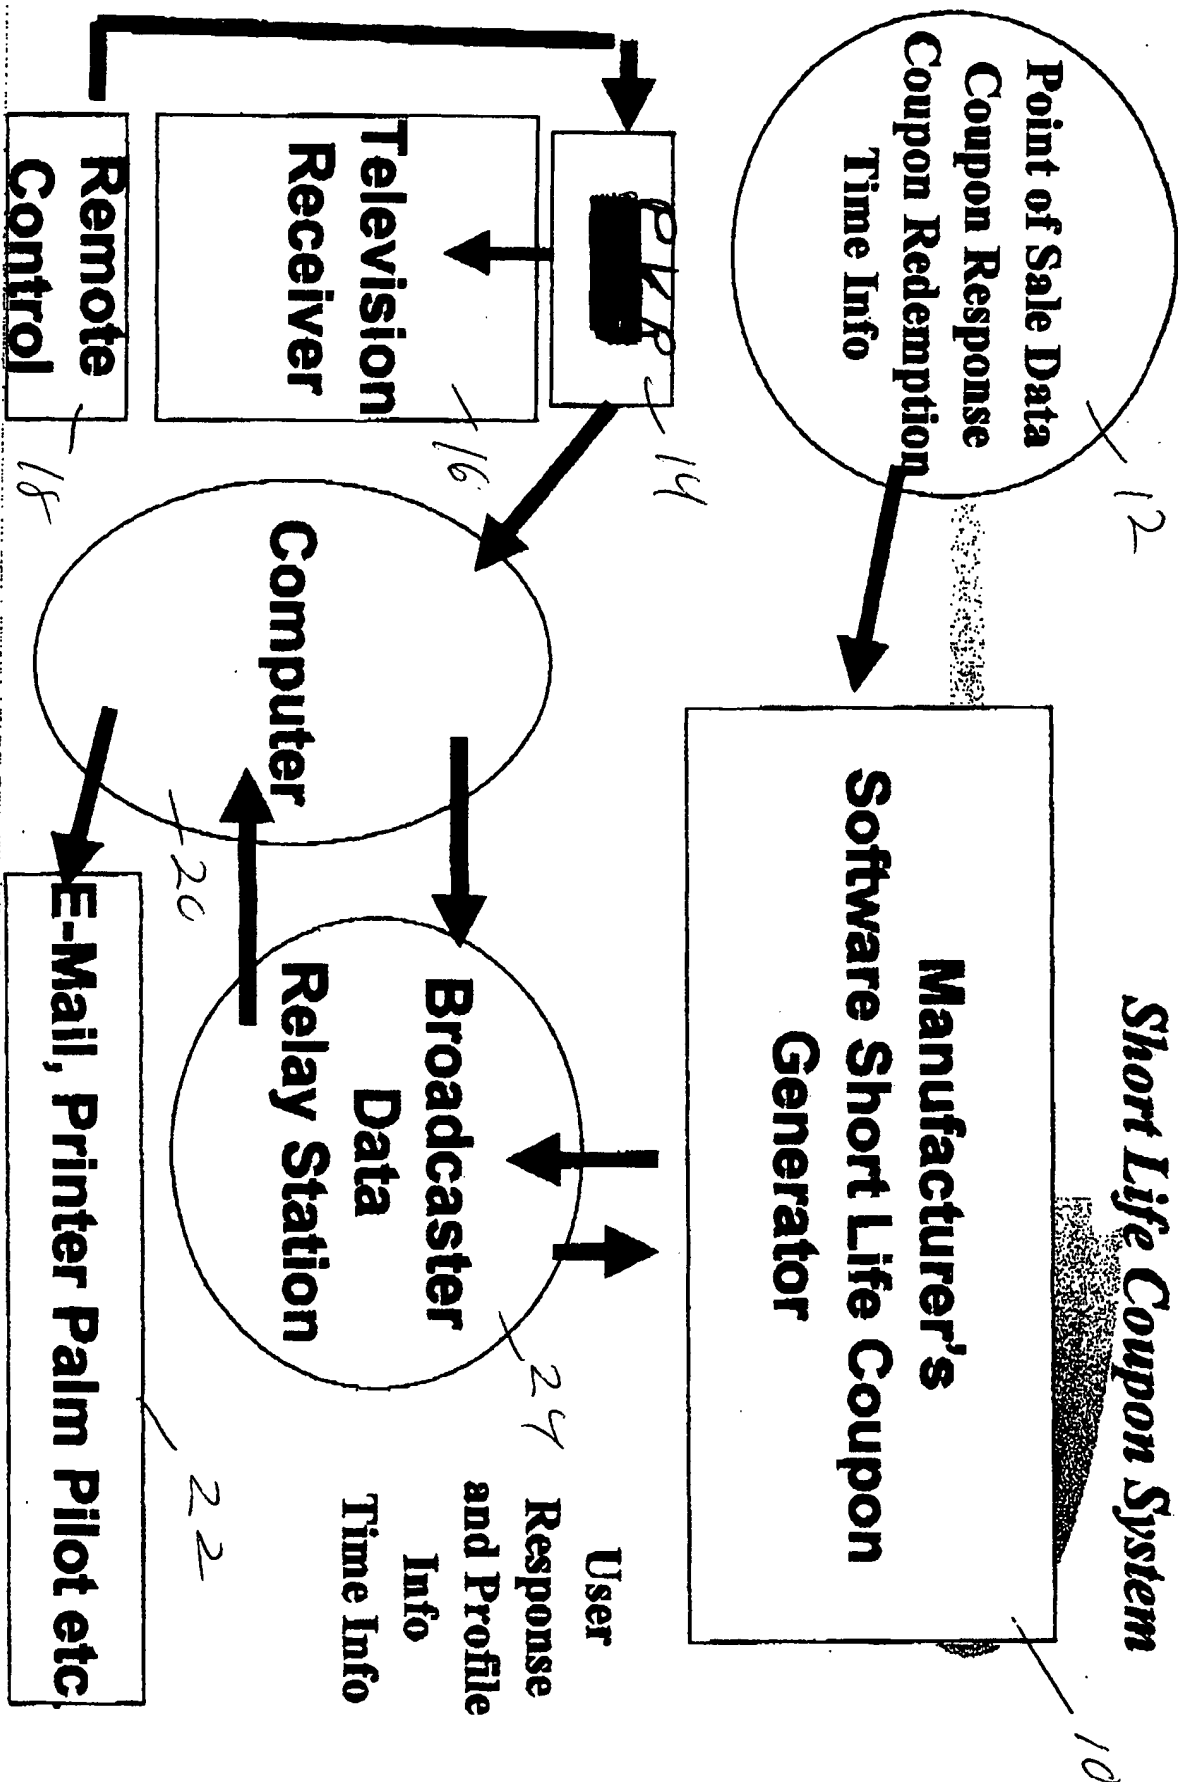 Short Life Coupon System
10
Point of Sale Data
Coupon Response
Coupon Redemption
Time Info
12
Manufacturer's
Software Short Life Coupon
Generator
PVR
14
Television
Receiver
16
Remote
Control
18
Computer
20
Broadcaster
Data
Relay Station
24
User
Response
and Profile
Info
Time Info
E-Mail, Printer Palm Pilot etc
22